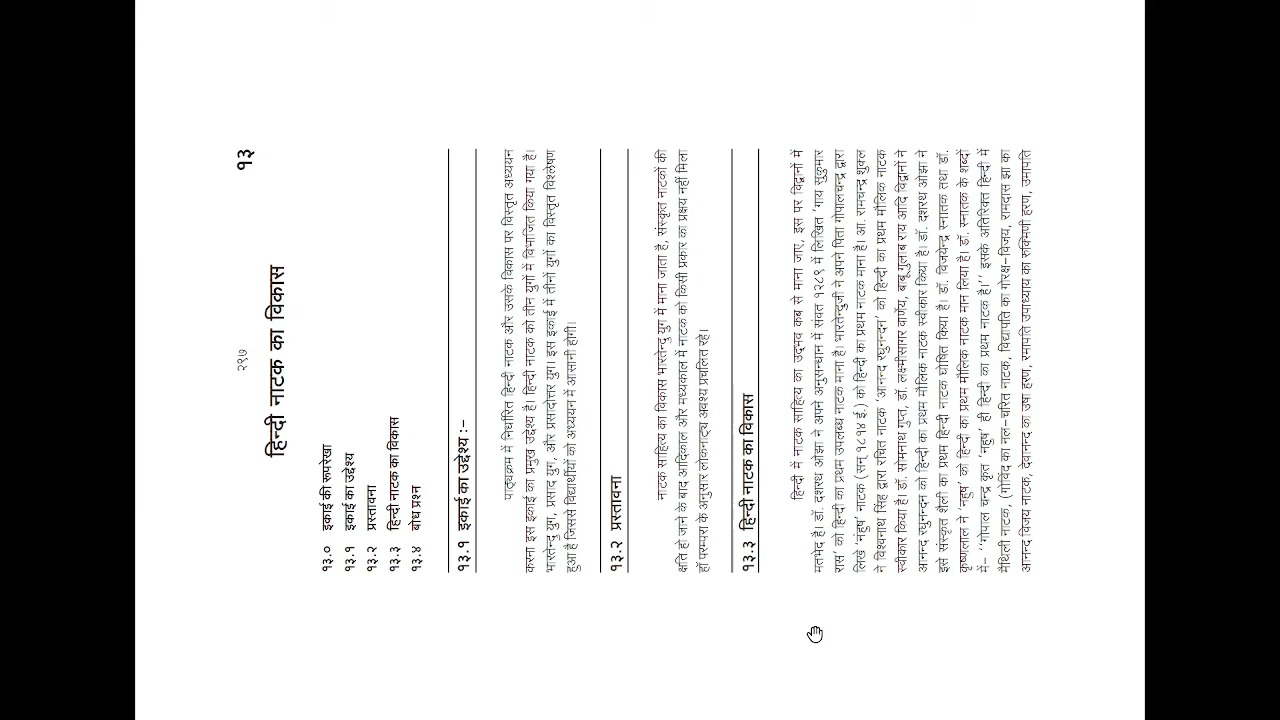 २९७
१३
हिन्दी नाटक का विकास
१३.० इकाई की रूपरेखा
१३.१ इकाई का उद्देश्य
१३.२ प्रस्तावना
१३.३ हिन्दी नाटक का विकास
१३.४ बोध प्रश्न
१३.१ इकाई का उद्देश्य :-
पाठ्यक्रम में निर्धारित हिन्दी नाटक और उसके विकास पर विस्तृत अध्ययन
करना इस इकाई का प्रमुख उद्देश्य है। हिन्दी नाटक को तीन युगों में विभाजित किया गया है।
भारतेन्दु युग, प्रसाद युग, और प्रसादोत्तर युग। इस इकाई में तीनों युगों का विस्तृत विश्लेषण
हुआ है जिससे विद्यार्थीयों को अध्ययन में आसानी होगी।
१३.२ प्रस्तावना
नाटक साहित्य का विकास भारतेन्दु युग में माना जाता है, संस्कृत नाटकों की
क्षति हो जाने के बाद आदिकाल और मध्यकाल में नाटक को किसी प्रकार का प्रश्रय नहीं मिला
हाँ परम्परा के अनुसार लोकनाट्य अवश्य प्रचलित रहे।
१३.३ हिन्दी नाटक का विकास
हिन्दी में नाटक साहित्य का उद्भव कब से माना जाए, इस पर विद्वानों में
मतभेद है। डॉ. दशरथ ओझा ने अपने अनुसन्धान में संवत १२८९ में लिखित 'गाय सुकुमार
रास' को हिन्दी का प्रथम उपलब्ध नाटक माना है। भारतेन्दुजी ने अपने पिता गोपालचन्द्र द्वारा
लिखे 'नहुष' नाटक (सन् १८१४ ई.) को हिन्दी का प्रथम नाटक माना है। आ. रामचन्द्र शुक्ल
ने विश्वनाथ सिंह द्वारा रचित नाटक 'आनन्द रघुनन्दन' को हिन्दी का प्रथम मौलिक नाटक
स्वीकार किया है। डॉ. सोमनाथ गुप्त, डॉ. लक्ष्मीसागर वार्णेय, बाबू गुलाब राय आदि विद्वानों ने
आनन्द रघुनन्दन को हिन्दी का प्रथम मौलिक नाटक स्वीकार किया है। डॉ. दशरथ ओझा ने
इसे संस्कृत शैली का प्रथम हिन्दी नाटक घोषित किया है। डॉ. विजयेन्द्र स्नातक तथा डॉ.
कृष्णलाल ने 'नहुष' को हिन्दी का प्रथम मौलिक नाटक मान लिया है। डॉ. स्नातक के शब्दों
में- ''गोपाल चन्द्र कृत 'नहुष' ही हिन्दी का प्रथम नाटक है।'' इसके अतिरिक्त हिन्दी में
मैथिली नाटक, (गोविंद का नल-चरित नाटक, विद्यापति का गोरक्ष-विजय, रामदास झा का
आनन्द विजय नाटक, देवानन्द का उषा हरण, रमापति उपाध्याय का रुक्मिणी हरण, उमापति